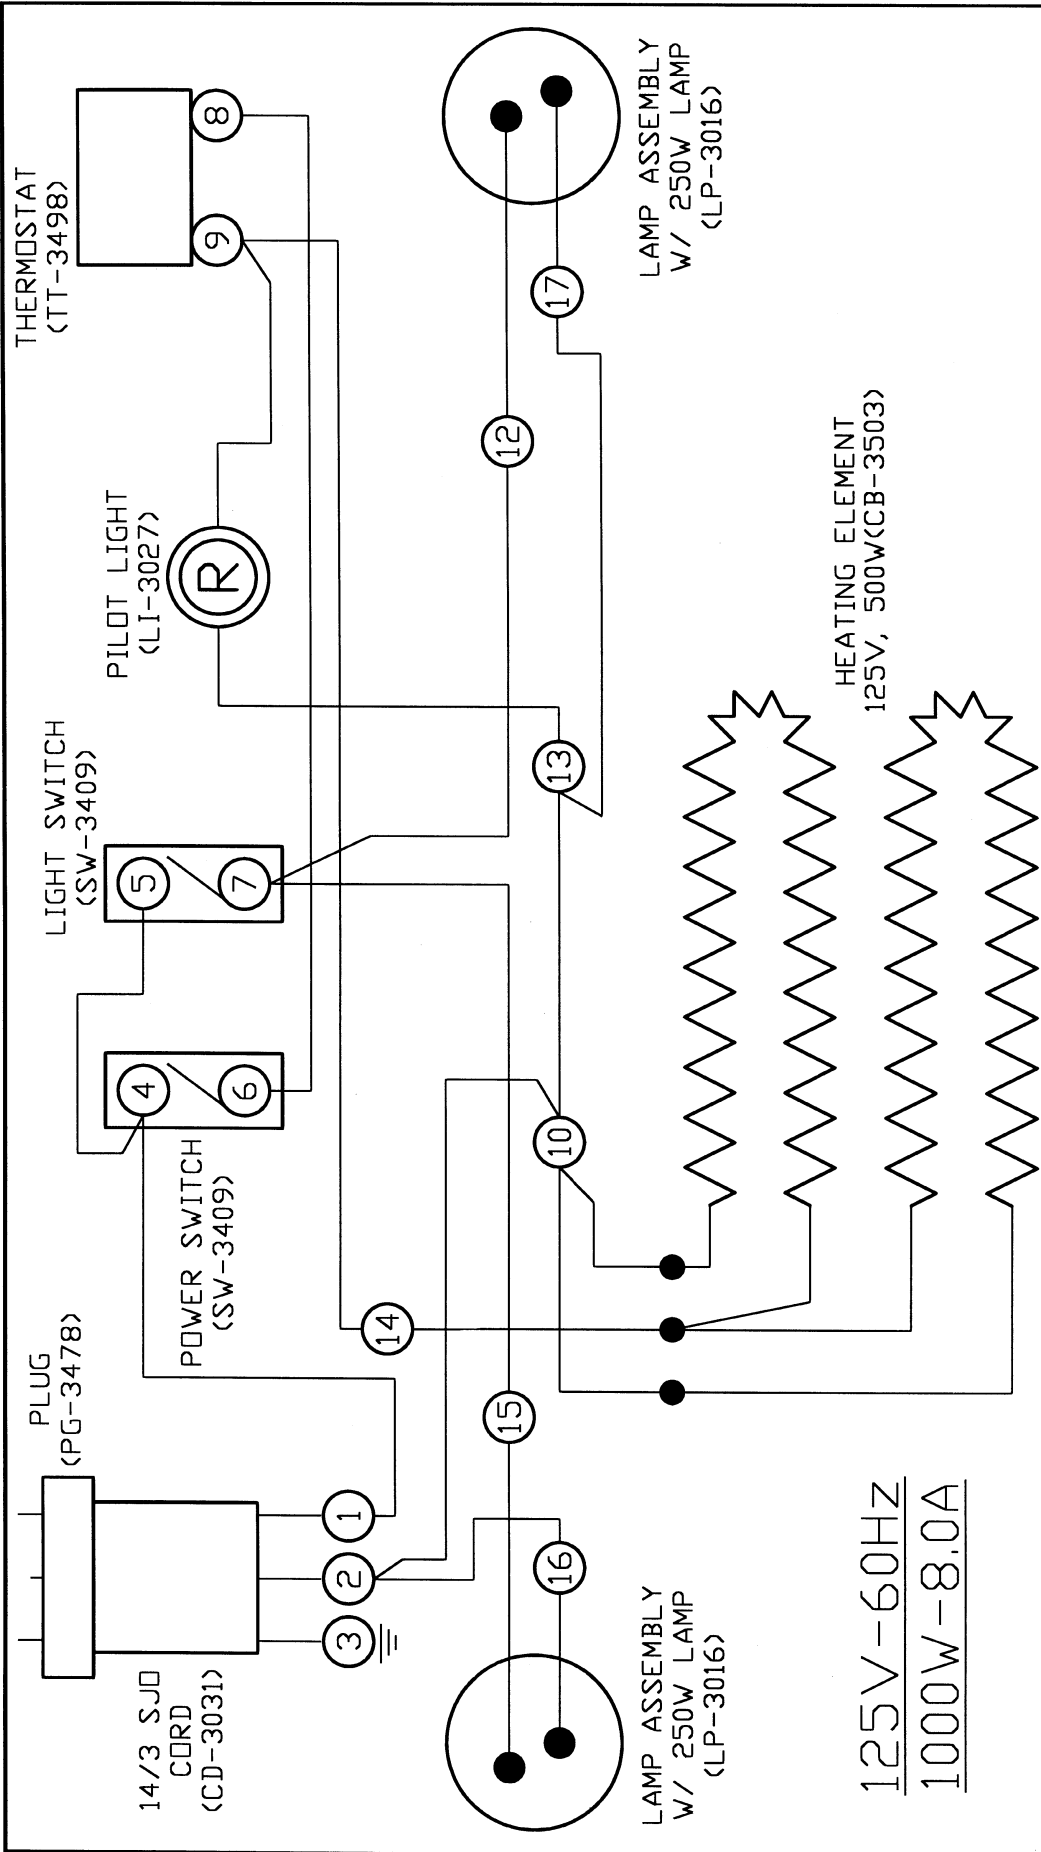 PLUG
(PG-3478)
14/3 SJO
CORD
(CD-3031)
3
2
1
POWER SWITCH
(SW-3409)
4
6
LIGHT SWITCH
(SW-3409)
5
7
PILOT LIGHT
(LI-3027)
R
THERMOSTAT
(TT-3498)
9
8
14
15
16
10
13
12
17
LAMP ASSEMBLY
W/ 250W LAMP
(LP-3016)
LAMP ASSEMBLY
W/ 250W LAMP
(LP-3016)
HEATING ELEMENT
125V, 500W(CB-3503)
125V-60Hz
1000W-8.0A